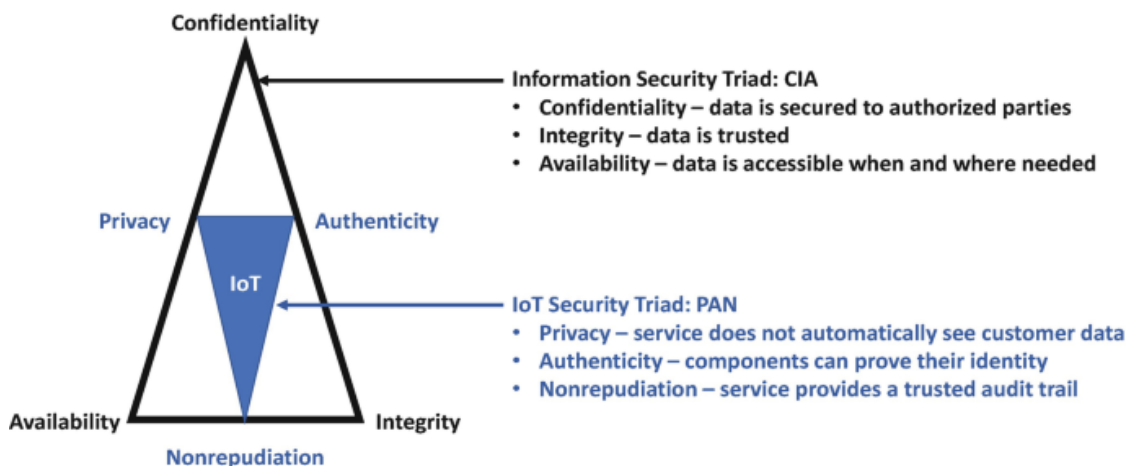 Confidentiality
Information Security Triad: CIA
• Confidentiality – data is secured to authorized parties
• Integrity – data is trusted
• Availability – data is accessible when and where needed
Privacy
Authenticity
IoT
IoT Security Triad: PAN
• Privacy – service does not automatically see customer data
• Authenticity – components can prove their identity
• Nonrepudiation – service provides a trusted audit trail
Availability
Integrity
Nonrepudiation